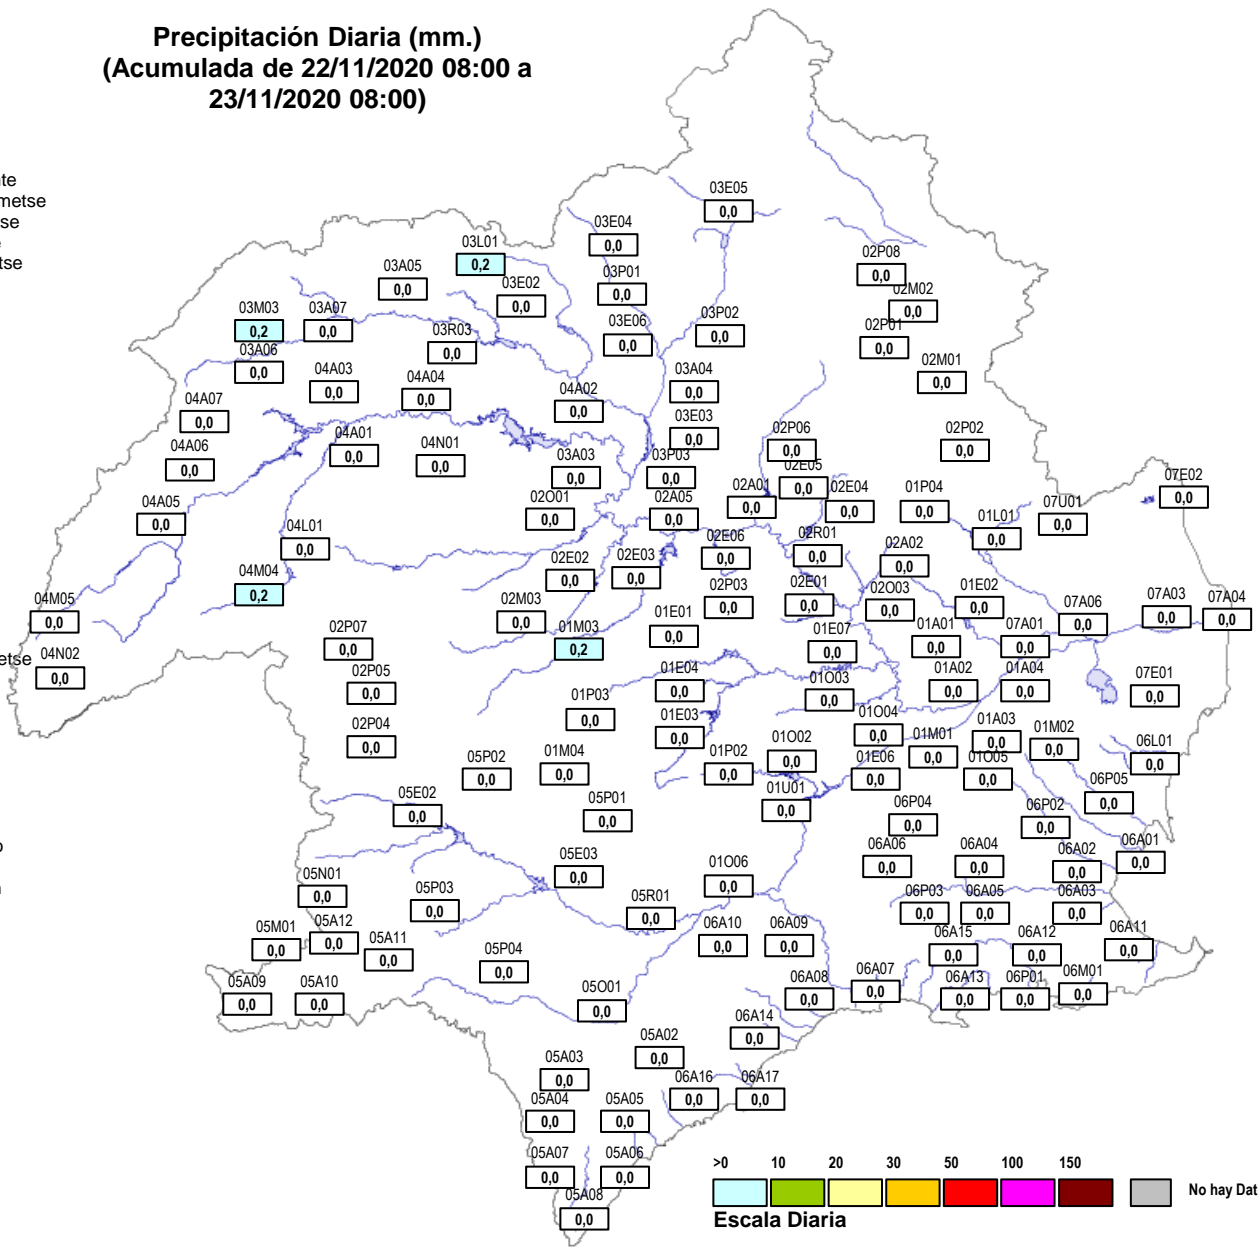 Precipitación Diaria (mm.)
(Acumulada de 22/11/2020 08:00 a
23/11/2020 08:00)
te
metse
se
e
tse
etse
o
n
03E05
0,0
03E04
0,0
03L01
0,2
03A05
0,0
03E02
0,0
03P01
0,0
02P08
0,0
02M02
0,0
03M03
0,2
03A07
0,0
03R03
0,0
03E06
0,0
03P02
0,0
02P01
0,0
03A06
0,0
04A03
0,0
04A04
0,0
04A02
0,0
03A04
0,0
02M01
0,0
04A07
0,0
04A01
0,0
04N01
0,0
03E03
0,0
02P06
0,0
02P02
0,0
04A06
0,0
03A03
0,0
03P03
0,0
02E05
0,0
04A05
0,0
02O01
0,0
02A05
0,0
02A01
0,0
02E04
0,0
01P04
0,0
07U01
0,0
07E02
0,0
04L01
0,0
01L01
0,0
02E06
0,0
02R01
0,0
02A02
0,0
04M04
0,2
02E02
0,0
02E03
0,0
04M05
0,0
02M03
0,0
02P03
0,0
02E01
0,0
02O03
0,0
01E02
0,0
07A06
0,0
07A03
0,0
07A04
0,0
02P07
0,0
01M03
0,2
01E01
0,0
01E07
0,0
01A01
0,0
07A01
0,0
04N02
0,0
02P05
0,0
01E04
0,0
01O03
0,0
01A02
0,0
01A04
0,0
07E01
0,0
01P03
0,0
02P04
0,0
01E03
0,0
01O04
0,0
01M01
0,0
01A03
0,0
01M02
0,0
06L01
0,0
05P02
0,0
01M04
0,0
01P02
0,0
01O02
0,0
01E06
0,0
01O05
0,0
05E02
0,0
05P01
0,0
01U01
0,0
06P04
0,0
06P02
0,0
06P05
0,0
05E03
0,0
01O06
0,0
06A06
0,0
06A04
0,0
06A02
0,0
06A01
0,0
05N01
0,0
05P03
0,0
05R01
0,0
06P03
0,0
06A05
0,0
06A03
0,0
05M01
0,0
05A12
0,0
05A11
0,0
05P04
0,0
06A10
0,0
06A09
0,0
06A15
0,0
06A12
0,0
06A11
0,0
05A09
0,0
05A10
0,0
05O01
0,0
06A08
0,0
06A07
0,0
06A13
0,0
06P01
0,0
06M01
0,0
06A14
0,0
05A02
0,0
05A03
0,0
06A16
0,0
06A17
0,0
05A04
0,0
05A05
0,0
05A07
0,0
05A06
0,0
05A08
0,0
>0 10 20 30 50 100 150
No hay Dat
Escala Diaria